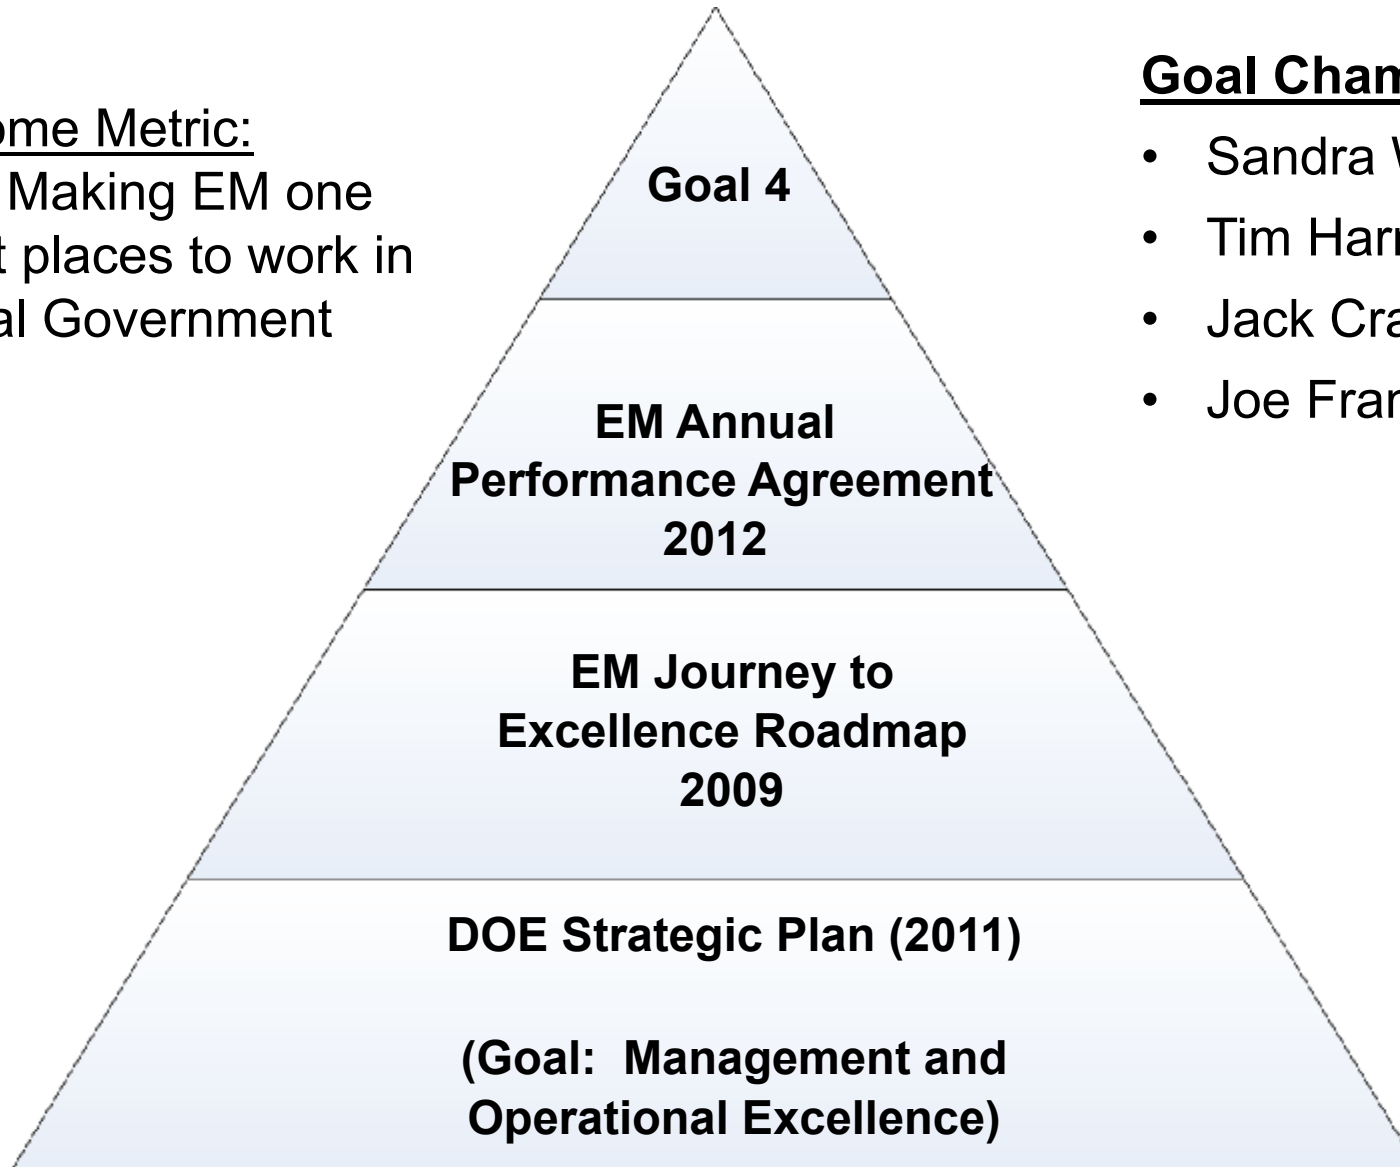 ome Metric:
Making EM one
t places to work in
al Government
Goal 4
EM Annual
Performance Agreement
2012
EM Journey to
Excellence Roadmap
2009
DOE Strategic Plan (2011)
(Goal: Management and
Operational Excellence)
Goal Cham
• Sandra
• Tim Har
• Jack Cra
• Joe Fra